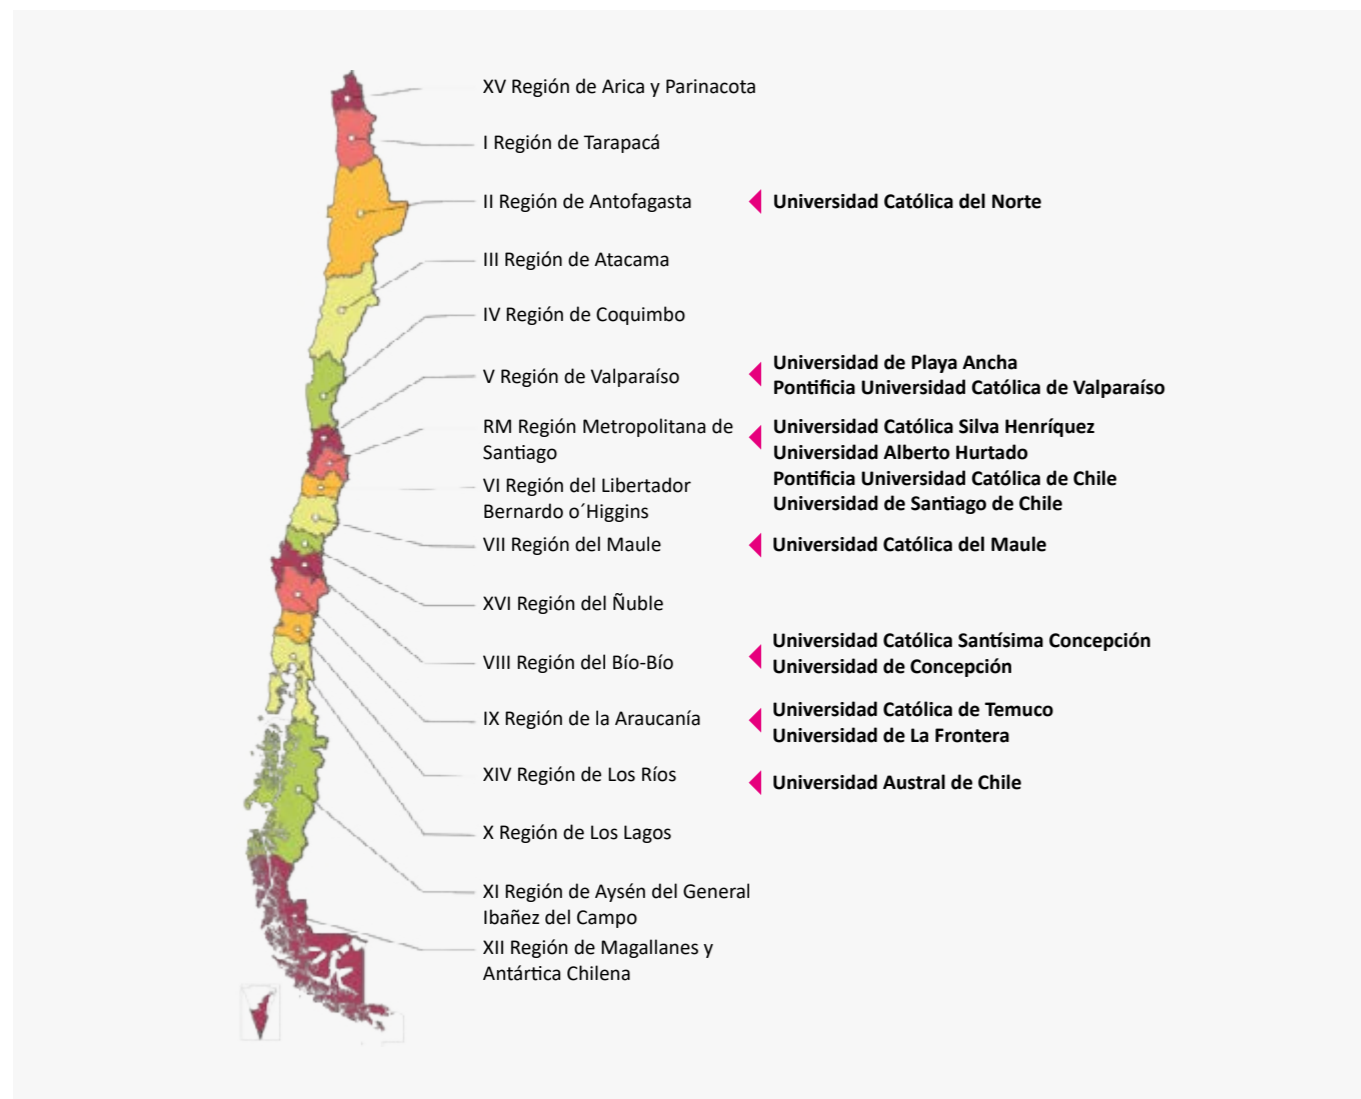 XV Región de Arica y Parinacota
I Región de Tarapacá
II Región de Antofagasta
Universidad Católica del Norte
III Región de Atacama
IV Región de Coquimbo
V Región de Valparaíso
Universidad de Playa Ancha
Pontificia Universidad Católica de Valparaíso
RM Región Metropolitana de
Santiago
Universidad Católica Silva Henríquez
Universidad Alberto Hurtado
Pontificia Universidad Católica de Chile
Universidad de Santiago de Chile
VI Región del Libertador
Bernardo o´Higgins
VII Región del Maule
Universidad Católica del Maule
XVI Región del Ñuble
VIII Región del Bío-Bío
Universidad Católica Santísima Concepción
Universidad de Concepción
IX Región de la Araucanía
Universidad Católica de Temuco
Universidad de La Frontera
XIV Región de Los Ríos
Universidad Austral de Chile
X Región de Los Lagos
XI Región de Aysén del General
Ibañez del Campo
XII Región de Magallanes y
Antártica Chilena